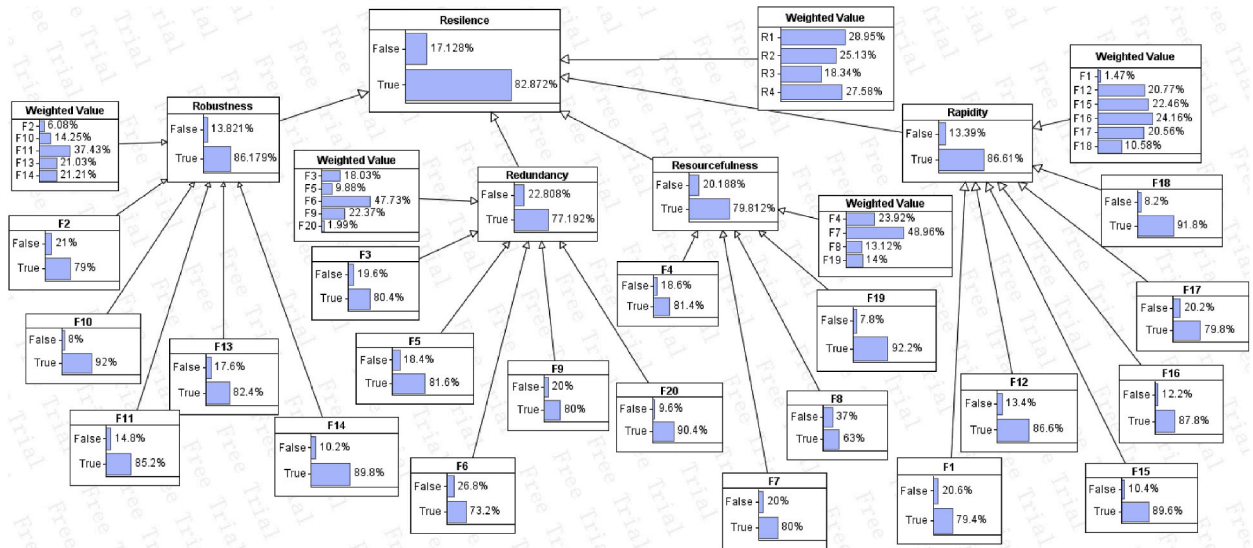 Resilence
False 17.128%
True 82.872%
Weighted Value
R1 28.95%
R2 25.13%
R3 18.34%
R4 27.58%
Weighted Value
F1 1.47%
F12 20.77%
F15 22.46%
F16 24.16%
F17 20.56%
F18 10.58%
Weighted Value
F2 6.08%
F10 14.25%
F11 37.43%
F13 21.03%
F14 21.21%
Robustness
False 13.821%
True 86.179%
Rapidity
False 13.39%
True 86.61%
Weighted Value
F3 18.03%
F5 9.88%
F6 47.73%
F9 22.37%
F20 1.99%
Redundancy
False 22.808%
True 77.192%
Resourcefulness
False 20.188%
True 79.812%
Weighted Value
F4 23.92%
F7 48.96%
F8 13.12%
F19 14%
F18
False 8.2%
True 91.8%
F2
False 21%
True 79%
F3
False 19.6%
True 80.4%
F4
False 18.6%
True 81.4%
F19
False 7.8%
True 92.2%
F17
False 20.2%
True 79.8%
F10
False 8%
True 92%
F13
False 17.6%
True 82.4%
F5
False 18.4%
True 81.6%
F9
False 20%
True 80%
F20
False 9.6%
True 90.4%
F8
False 37%
True 63%
F12
False 13.4%
True 86.6%
F16
False 12.2%
True 87.8%
F11
False 14.8%
True 85.2%
F14
False 10.2%
True 89.8%
F6
False 26.8%
True 73.2%
F7
False 20%
True 80%
F1
False 20.6%
True 79.4%
F15
False 10.4%
True 89.6%
Free Trial